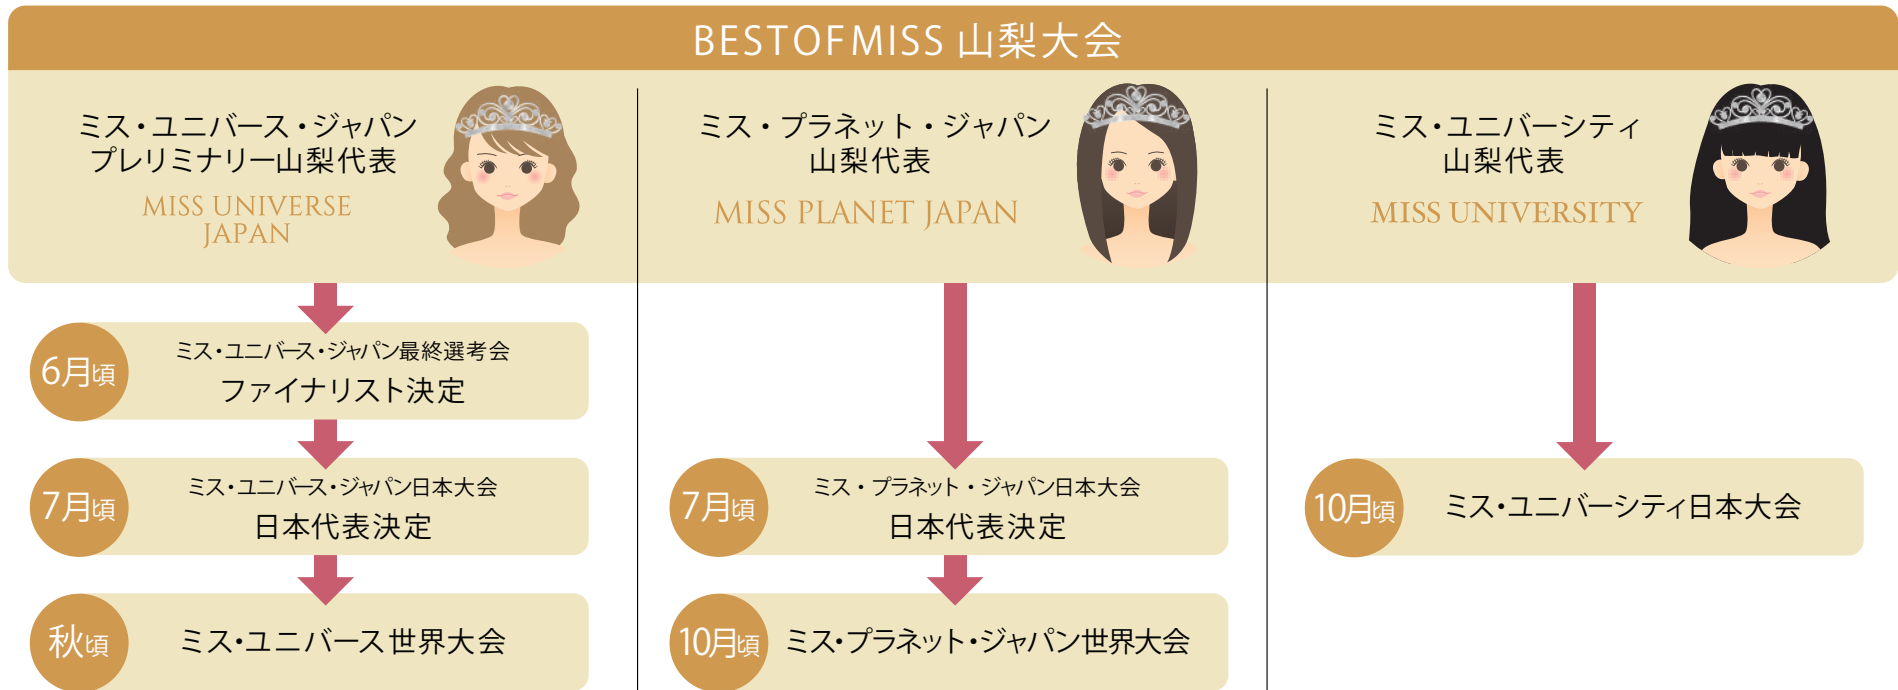 BEST OF MISS 山梨大会
ミス・ユニバース・ジャパン
プレリミナリー山梨代表
MISS UNIVERSE
JAPAN
6月頃
ミス・ユニバース・ジャパン最終選考会
ファイナリスト決定
7月頃
ミス・ユニバース・ジャパン日本大会
日本代表決定
秋頃
ミス・ユニバース世界大会
ミス・プラネット・ジャパン
山梨代表
MISS PLANET JAPAN
7月頃
ミス・プラネット・ジャパン日本大会
日本代表決定
10月頃
ミス・プラネット・ジャパン世界大会
ミス・ユニバーシティ
山梨代表
MISS UNIVERSITY
10月頃
ミス・ユニバーシティ日本大会